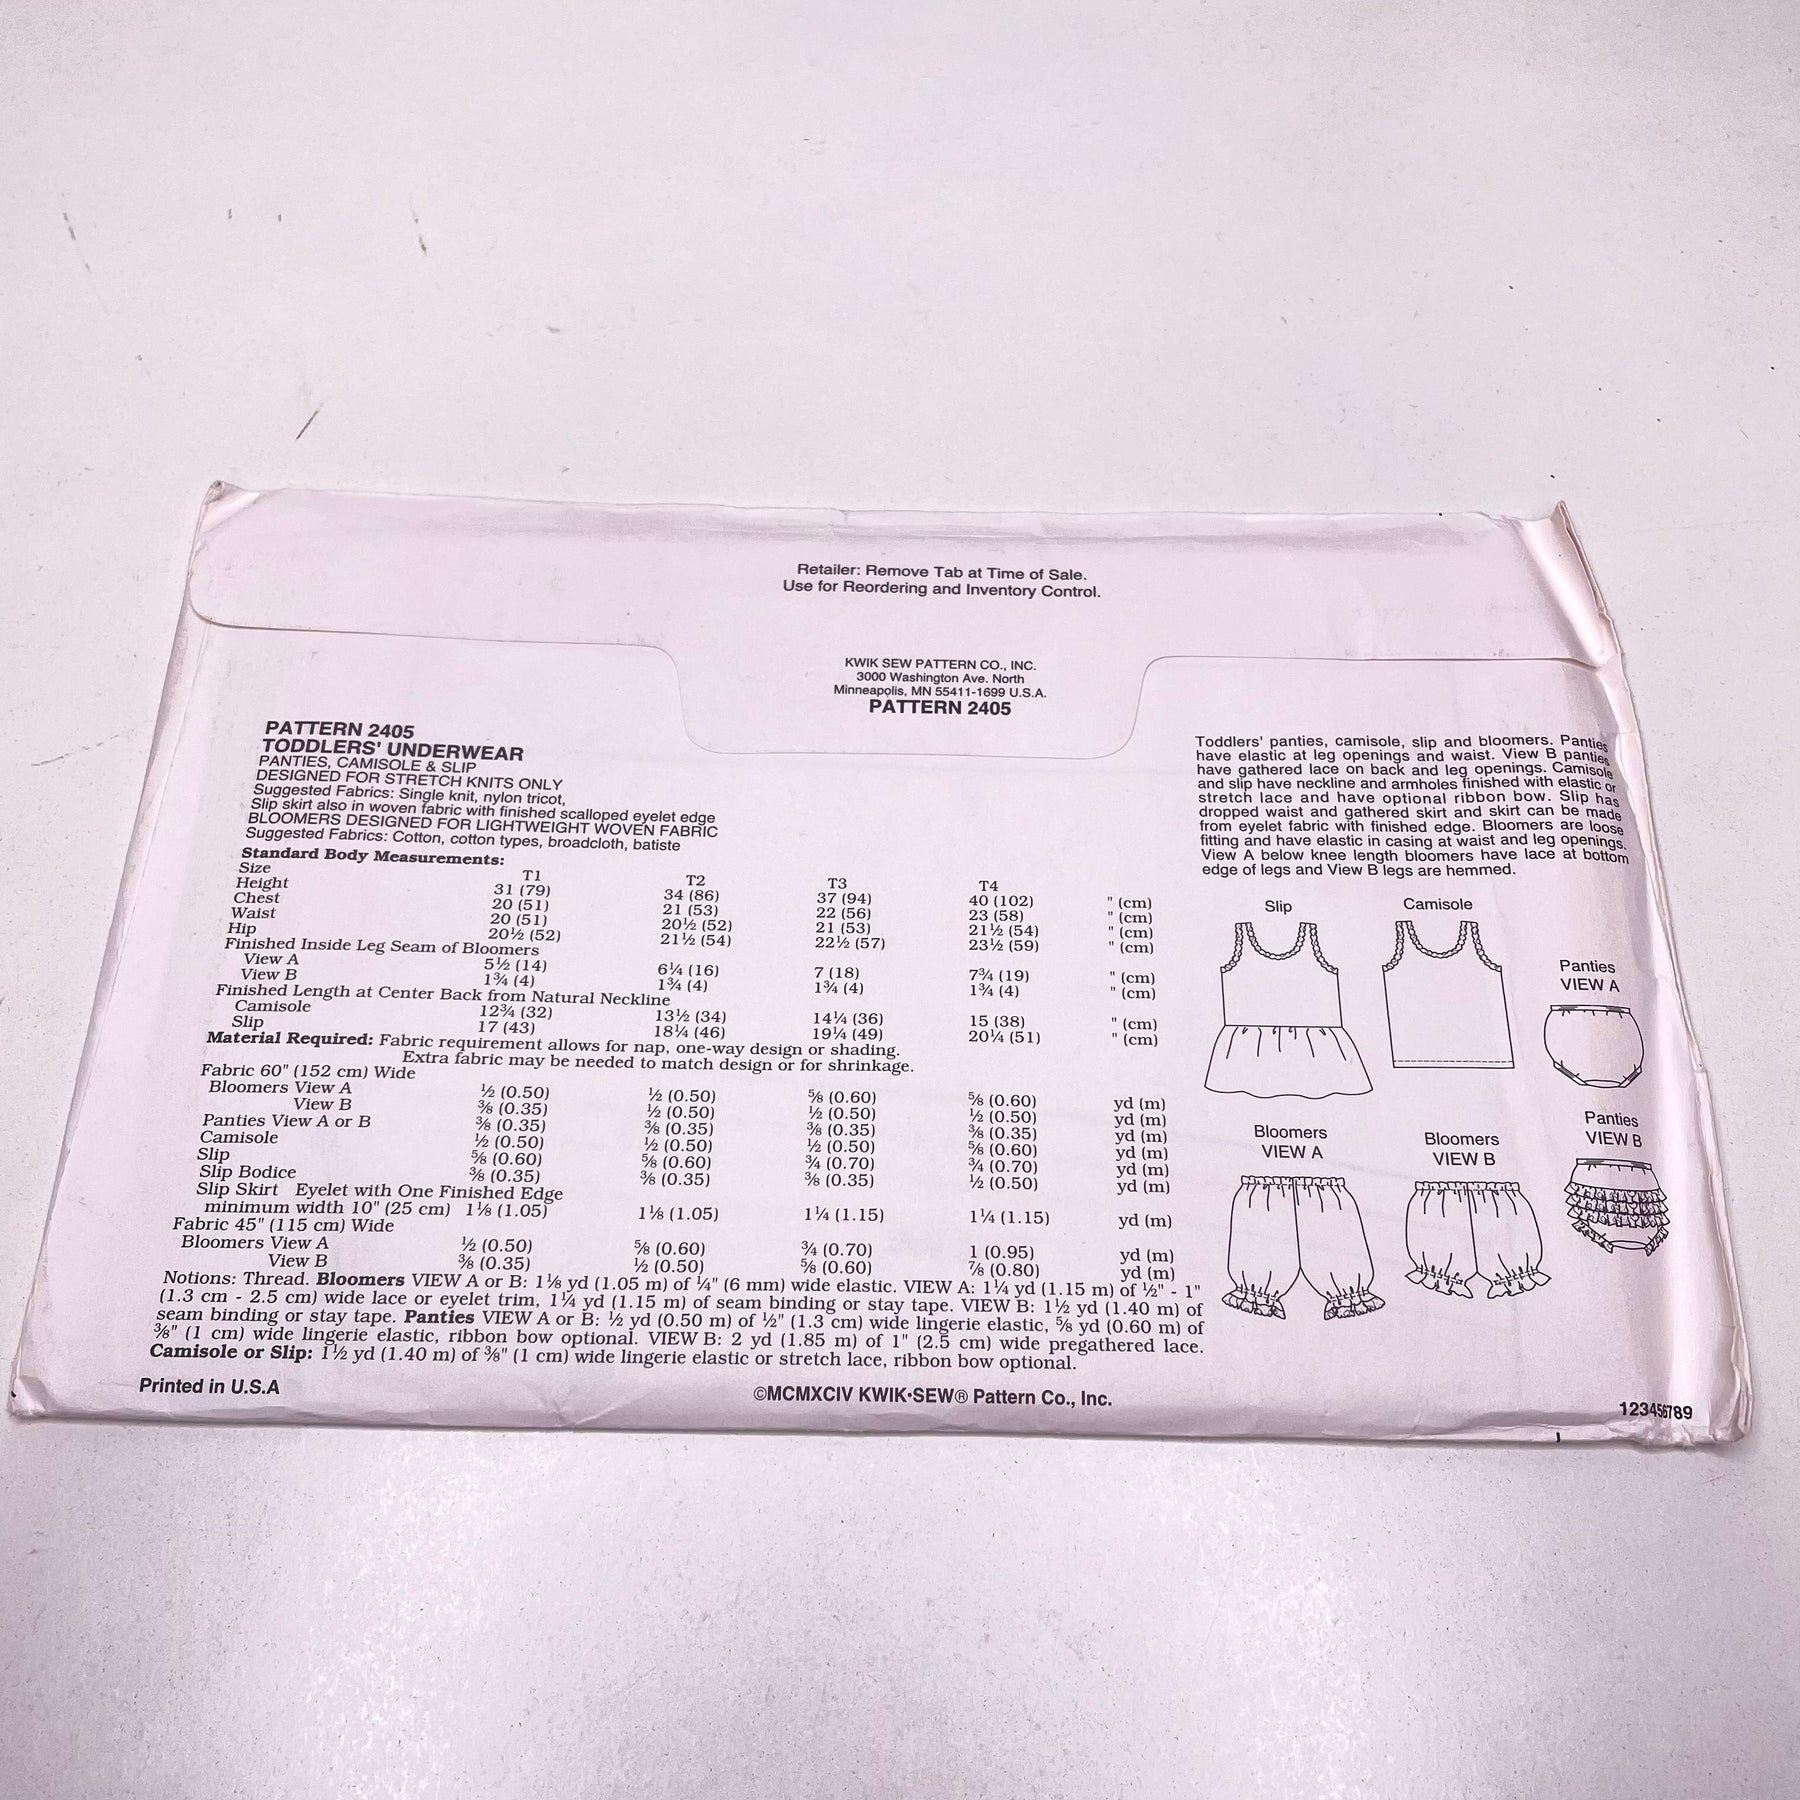 Retailer: Remove Tab at Time of Sale.
Use for Reordering and Inventory Control.
KWIK SEW PATTERN CO., INC.
3000 Washington Ave. North
Minneapolis, MN 55411-1699 U.S.A.
PATTERN 2405
PATTERN 2405
TODDLERS' UNDERWEAR
PANTIES, CAMISOLE & SLIP
DESIGNED FOR STRETCH KNITS ONLY
Suggested Fabrics: Single knit, nylon tricot,
Slip skirt also in woven fabric with finished scalloped eyelet edge
BLOOMERS DESIGNED FOR LIGHTWEIGHT WOVEN FABRIC
Suggested Fabrics: Cotton, cotton types, broadcloth, batiste
Standard Body Measurements:
Size T1 T2 T3 T4
Height 31 (79) 34 (86) 37 (94) 40 (102) " (cm)
Chest 20 (51) 21 (53) 22 (56) 23 (58) " (cm)
Waist 20 (51) 20½ (52) 21 (53) 21½ (54) " (cm)
Hip 20½ (52) 21½ (54) 22½ (57) 23½ (59) " (cm)
Finished Inside Leg Seam of Bloomers
View A 5½ (14) 6¼ (16) 7 (18) 7¾ (19) " (cm)
View B 1¾ (4) 1¾ (4) 1¾ (4) 1¾ (4) " (cm)
Finished Length at Center Back from Natural Neckline
Camisole 12¾ (32) 13½ (34) 14¼ (36) 15 (38) " (cm)
Slip 17 (43) 18¼ (46) 19¼ (49) 20¼ (51) " (cm)
Material Required: Fabric requirement allows for nap, one-way design or shading.
Extra fabric may be needed to match design or for shrinkage.
Fabric 60" (152 cm) Wide
Bloomers View A ½ (0.50) ½ (0.50) ⅝ (0.60) ⅝ (0.60) yd (m)
View B ⅜ (0.35) ½ (0.50) ½ (0.50) ½ (0.50) yd (m)
Panties View A or B ⅜ (0.35) ⅜ (0.35) ⅜ (0.35) ⅜ (0.35) yd (m)
Camisole ½ (0.50) ½ (0.50) ½ (0.50) ⅝ (0.60) yd (m)
Slip ⅝ (0.60) ⅝ (0.60) ¾ (0.70) ¾ (0.70) yd (m)
Slip Bodice ⅜ (0.35) ⅜ (0.35) ⅜ (0.35) ½ (0.50) yd (m)
Slip Skirt Eyelet with One Finished Edge
minimum width 10" (25 cm) 1⅛ (1.05) 1⅛ (1.05) 1¼ (1.15) 1¼ (1.15) yd (m)
Fabric 45" (115 cm) Wide
Bloomers View A ½ (0.50) ⅝ (0.60) ¾ (0.70) 1 (0.95) yd (m)
View B ⅜ (0.35) ½ (0.50) ⅝ (0.60) ⅞ (0.80) yd (m)
Notions: Thread. Bloomers VIEW A or B: 1⅛ yd (1.05 m) of ¼" (6 mm) wide elastic. VIEW A: 1¼ yd (1.15 m) of ½" - 1"
(1.3 cm - 2.5 cm) wide lace or eyelet trim, 1¼ yd (1.15 m) of seam binding or stay tape. VIEW B: 1½ yd (1.40 m) of
seam binding or stay tape. Panties VIEW A or B: ½ yd (0.50 m) of ½" (1.3 cm) wide lingerie elastic, ⅝ yd (0.60 m) of
⅜" (1 cm) wide lingerie elastic, ribbon bow optional. VIEW B: 2 yd (1.85 m) of 1" (2.5 cm) wide pregathered lace.
Camisole or Slip: 1½ yd (1.40 m) of ⅜" (1 cm) wide lingerie elastic or stretch lace, ribbon bow optional.
Toddlers' panties, camisole, slip and bloomers. Panties
have elastic at leg openings and waist. View B panties
have gathered lace on back and leg openings. Camisole
and slip have neckline and armholes finished with elastic or
stretch lace and have optional ribbon bow. Slip has
dropped waist and gathered skirt and skirt can be made
from eyelet fabric with finished edge. Bloomers are loose
fitting and have elastic in casing at waist and leg openings.
View A below knee length bloomers have lace at bottom
edge of legs and View B legs are hemmed.
Slip
Camisole
Panties
VIEW A
Bloomers
VIEW A
Bloomers
VIEW B
Panties
VIEW B
Printed in U.S.A
©MCMXCIV KWIK•SEW® Pattern Co., Inc.
123456789